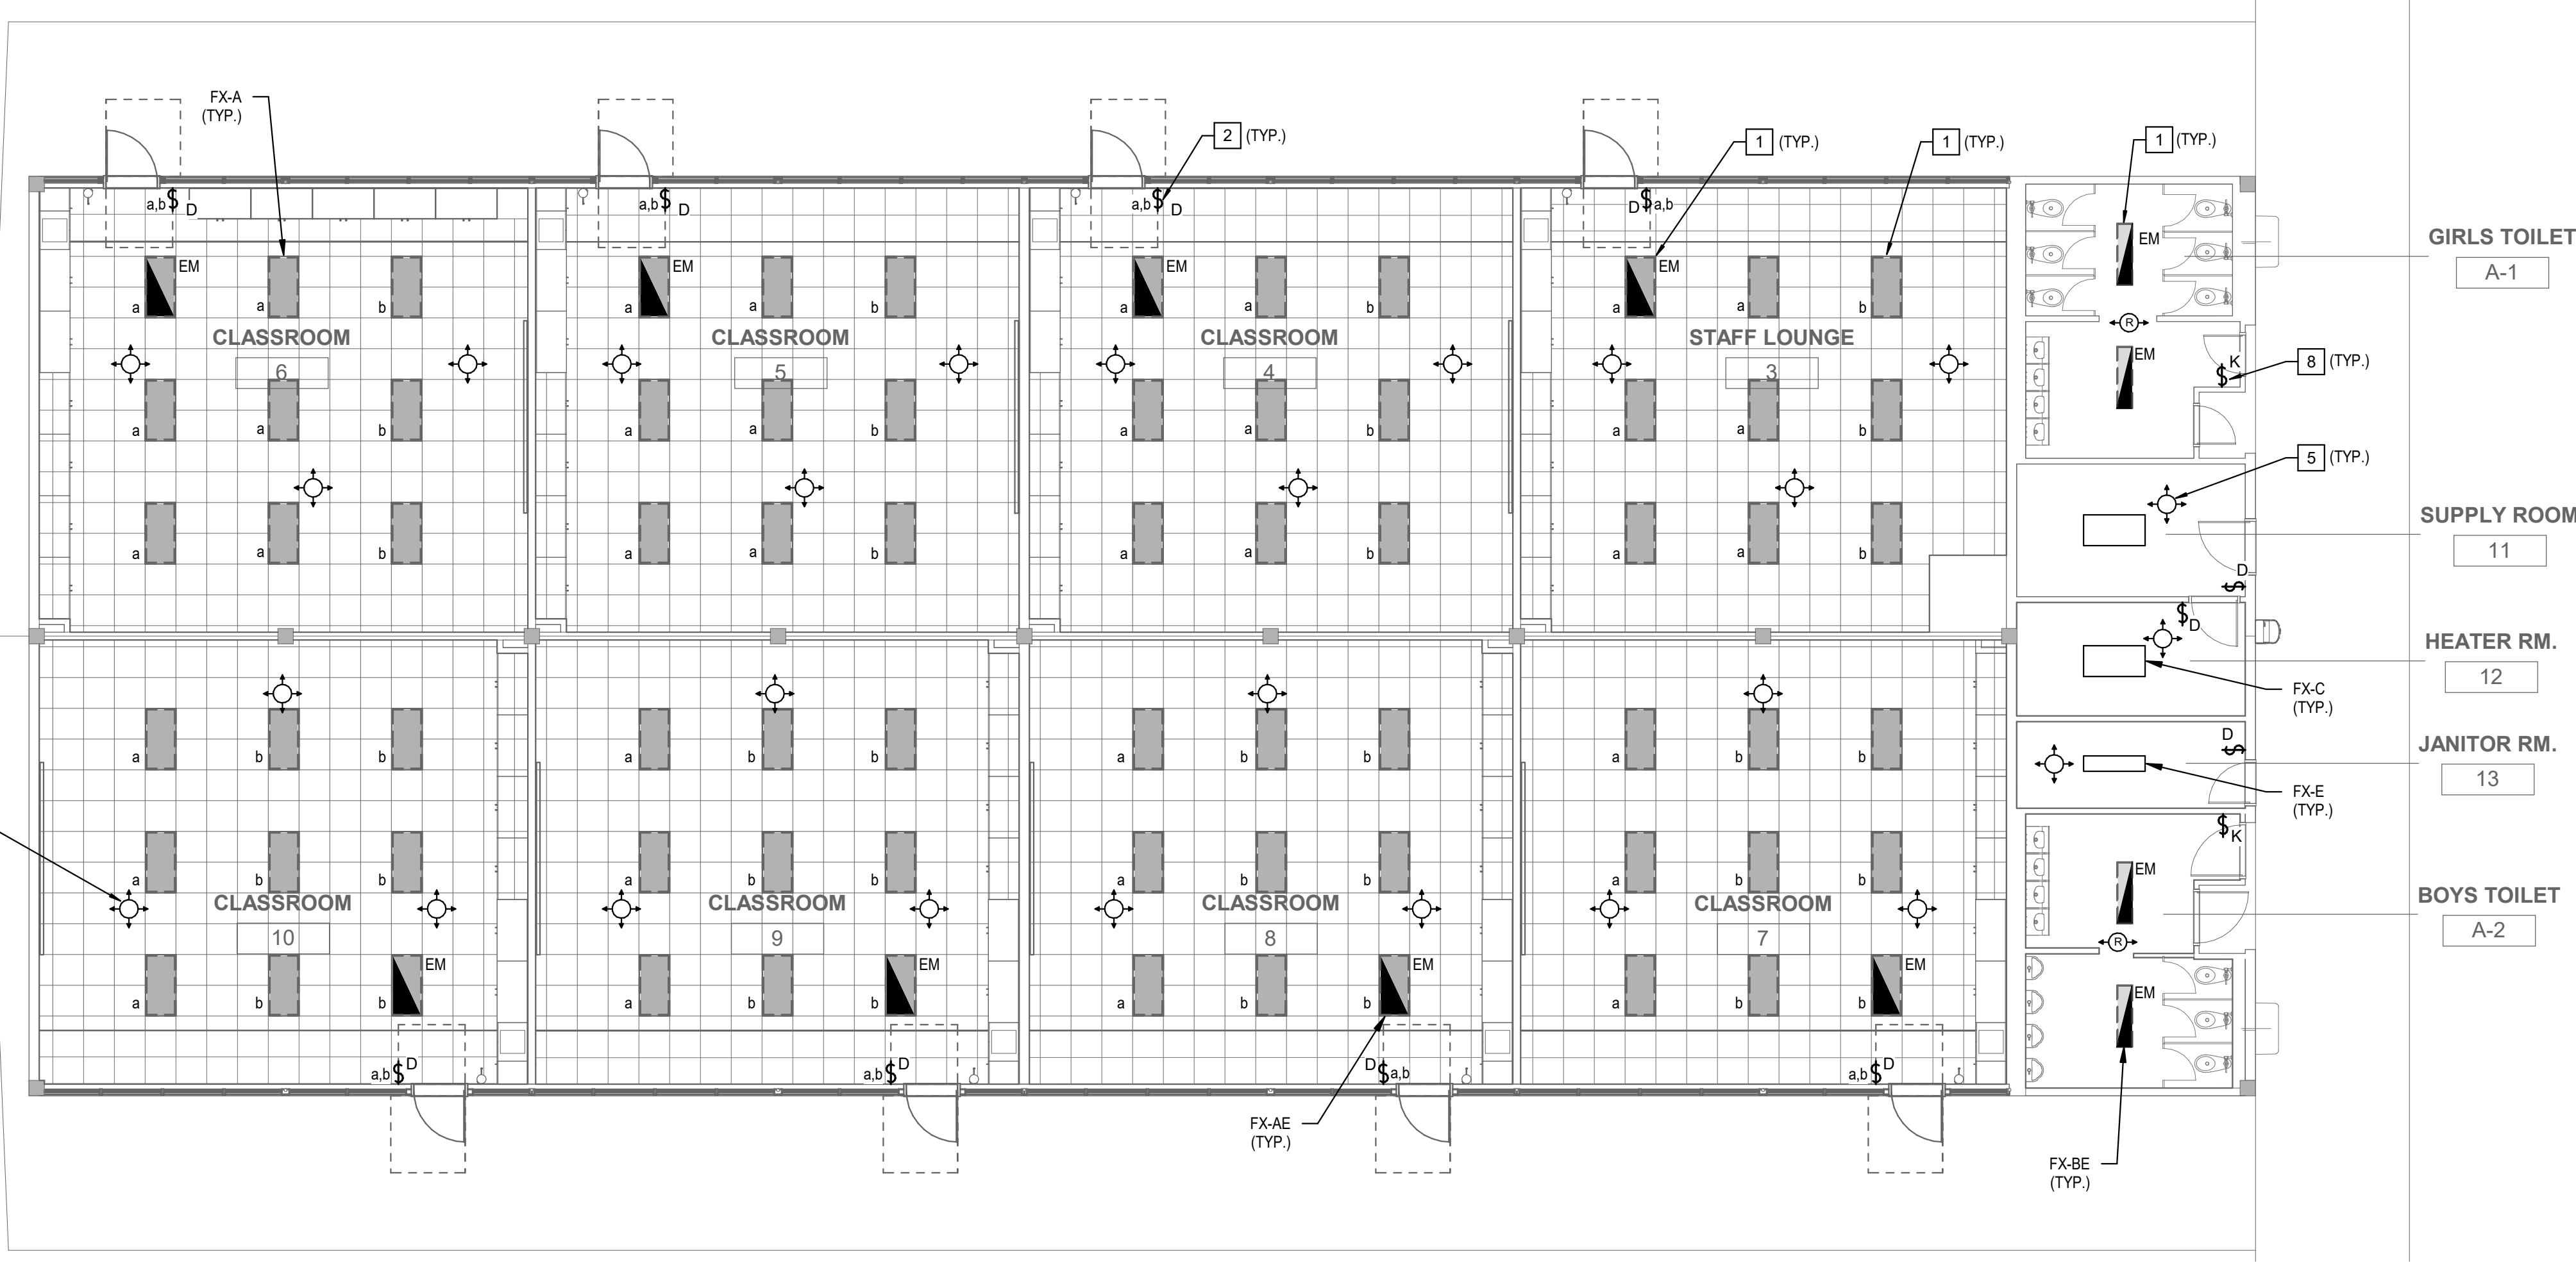 FX-A
(TYP.)
2 (TYP.)
1 (TYP.)
1 (TYP.)
1 (TYP.)
a,b $ D
a,b $ D
a,b $ D
D $ a,b
EM
EM
EM
EM
EM
GIRLS TOILET
A-1
a a b
a a b
a a b
a a b
CLASSROOM
6
CLASSROOM
5
CLASSROOM
4
STAFF LOUNGE
3
R
EM
K
$
8 (TYP.)
a a b
a a b
a a b
a a b
5 (TYP.)
SUPPLY ROOM
11
a a b
a a b
a a b
a a b
D
$
$
D
HEATER RM.
12
FX-C
(TYP.)
D
$
JANITOR RM.
13
FX-E
(TYP.)
a b b
a b b
a b b
a b b
$
K
a b b
a b b
a b b
a b b
EM
CLASSROOM
10
CLASSROOM
9
CLASSROOM
8
CLASSROOM
7
BOYS TOILET
A-2
R
EM
EM
EM
EM
EM
a b b
a b b
a b b
a b b
a,b $ D
a,b $ D
D $ a,b
a,b $ D
FX-AE
(TYP.)
FX-BE
(TYP.)